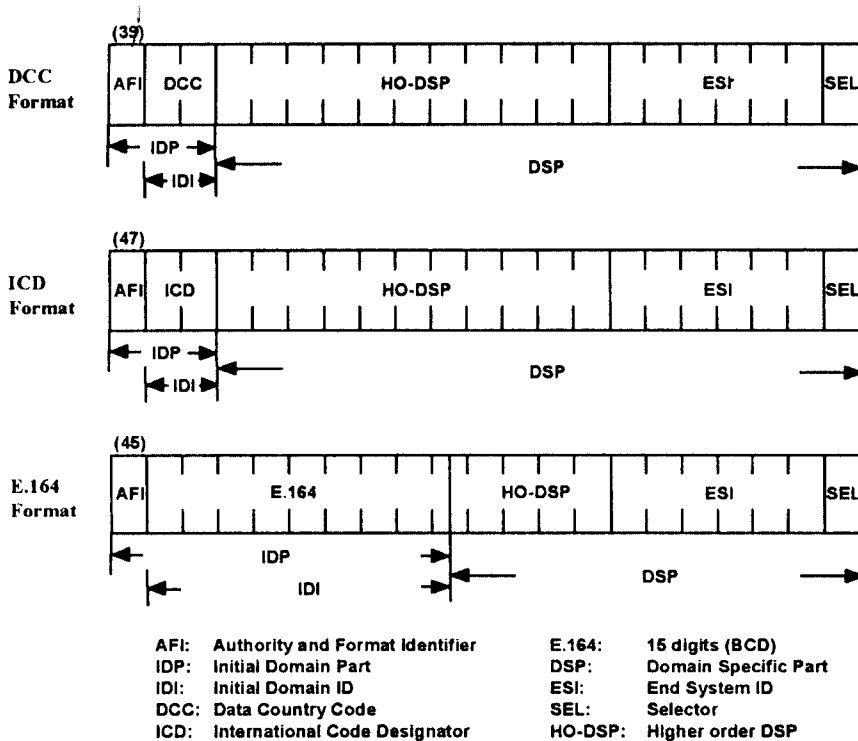 (39)
DCC Format
AFI DCC HO-DSP ESI SEL
IDP
IDI
DSP
(47)
ICD Format
AFI ICD HO-DSP ESI SEL
IDP
IDI
DSP
(45)
E.164 Format
AFI E.164 HO-DSP ESI SEL
IDP
IDI
DSP
AFI: Authority and Format Identifier
IDP: Initial Domain Part
IDI: Initial Domain ID
DCC: Data Country Code
ICD: International Code Designator
E.164: 15 digits (BCD)
DSP: Domain Specific Part
ESI: End System ID
SEL: Selector
HO-DSP: Higher order DSP